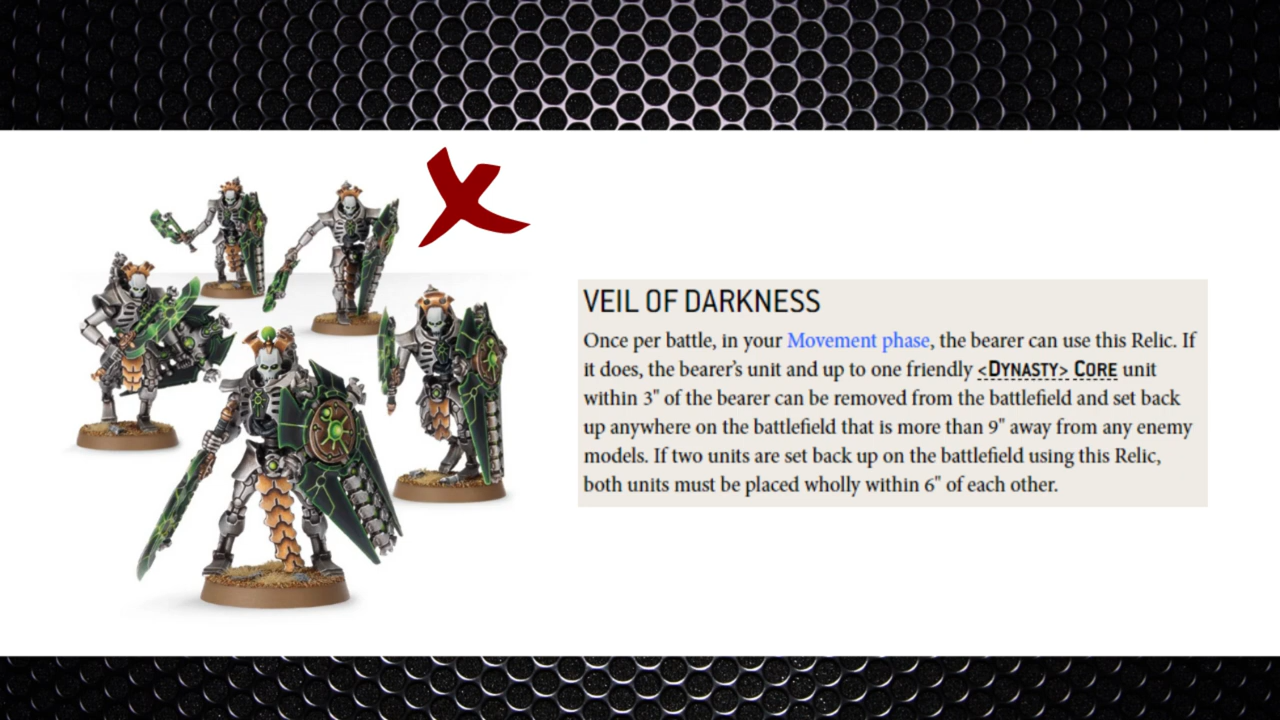 VEIL OF DARKNESS
Once per battle, in your Movement phase, the bearer can use this Relic. If
it does, the bearer's unit and up to one friendly <DYNASTY> CORE unit
within 3" of the bearer can be removed from the battlefield and set back
up anywhere on the battlefield that is more than 9" away from any enemy
models. If two units are set back up on the battlefield using this Relic,
both units must be placed wholly within 6" of each other.